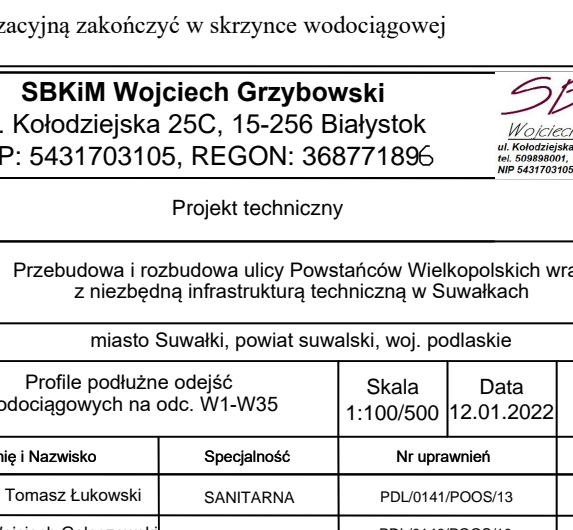 zacyjną zakończyć w skrzynce wodociągowej
SBKiM Wojciech Grzybowski
. Kołodziejska 25C, 15-256 Białystok
P: 5431703105, REGON: 368771896
Wojciech
ul. Kołodziejska
tel. 509898001,
NIP 5431703105
Projekt techniczny
Przebudowa i rozbudowa ulicy Powstańców Wielkopolskich wra
z niezbędną infrastrukturą techniczną w Suwałkach
miasto Suwałki, powiat suwalski, woj. podlaskie
Profile podłużne odejść
odociągowych na odc. W1-W35
Skala
1:100/500
Data
12.01.2022
nię i Nazwisko Specjalność Nr uprawnień
Tomasz Łukowski SANITARNA PDL/0141/POOS/13